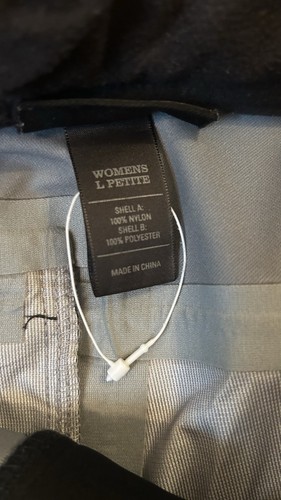 WOMENS
L PETITE
SHELL A:
100% NYLON
SHELL B:
100% POLYESTER
MADE IN CHINA